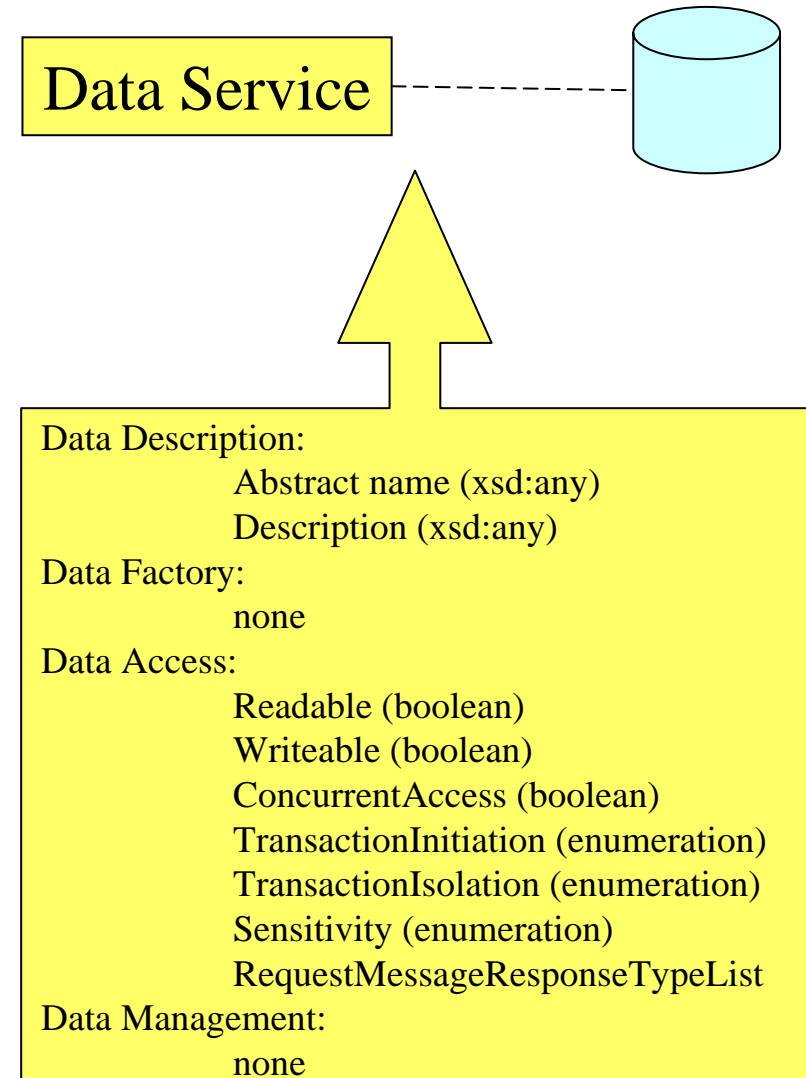 Data Service
Data Description:
Abstract name (xsd:any)
Description (xsd:any)
Data Factory:
none
Data Access:
Readable (boolean)
Writeable (boolean)
ConcurrentAccess (boolean)
TransactionInitiation (enumeration)
TransactionIsolation (enumeration)
Sensitivity (enumeration)
RequestMessageResponseTypeList
Data Management:
none